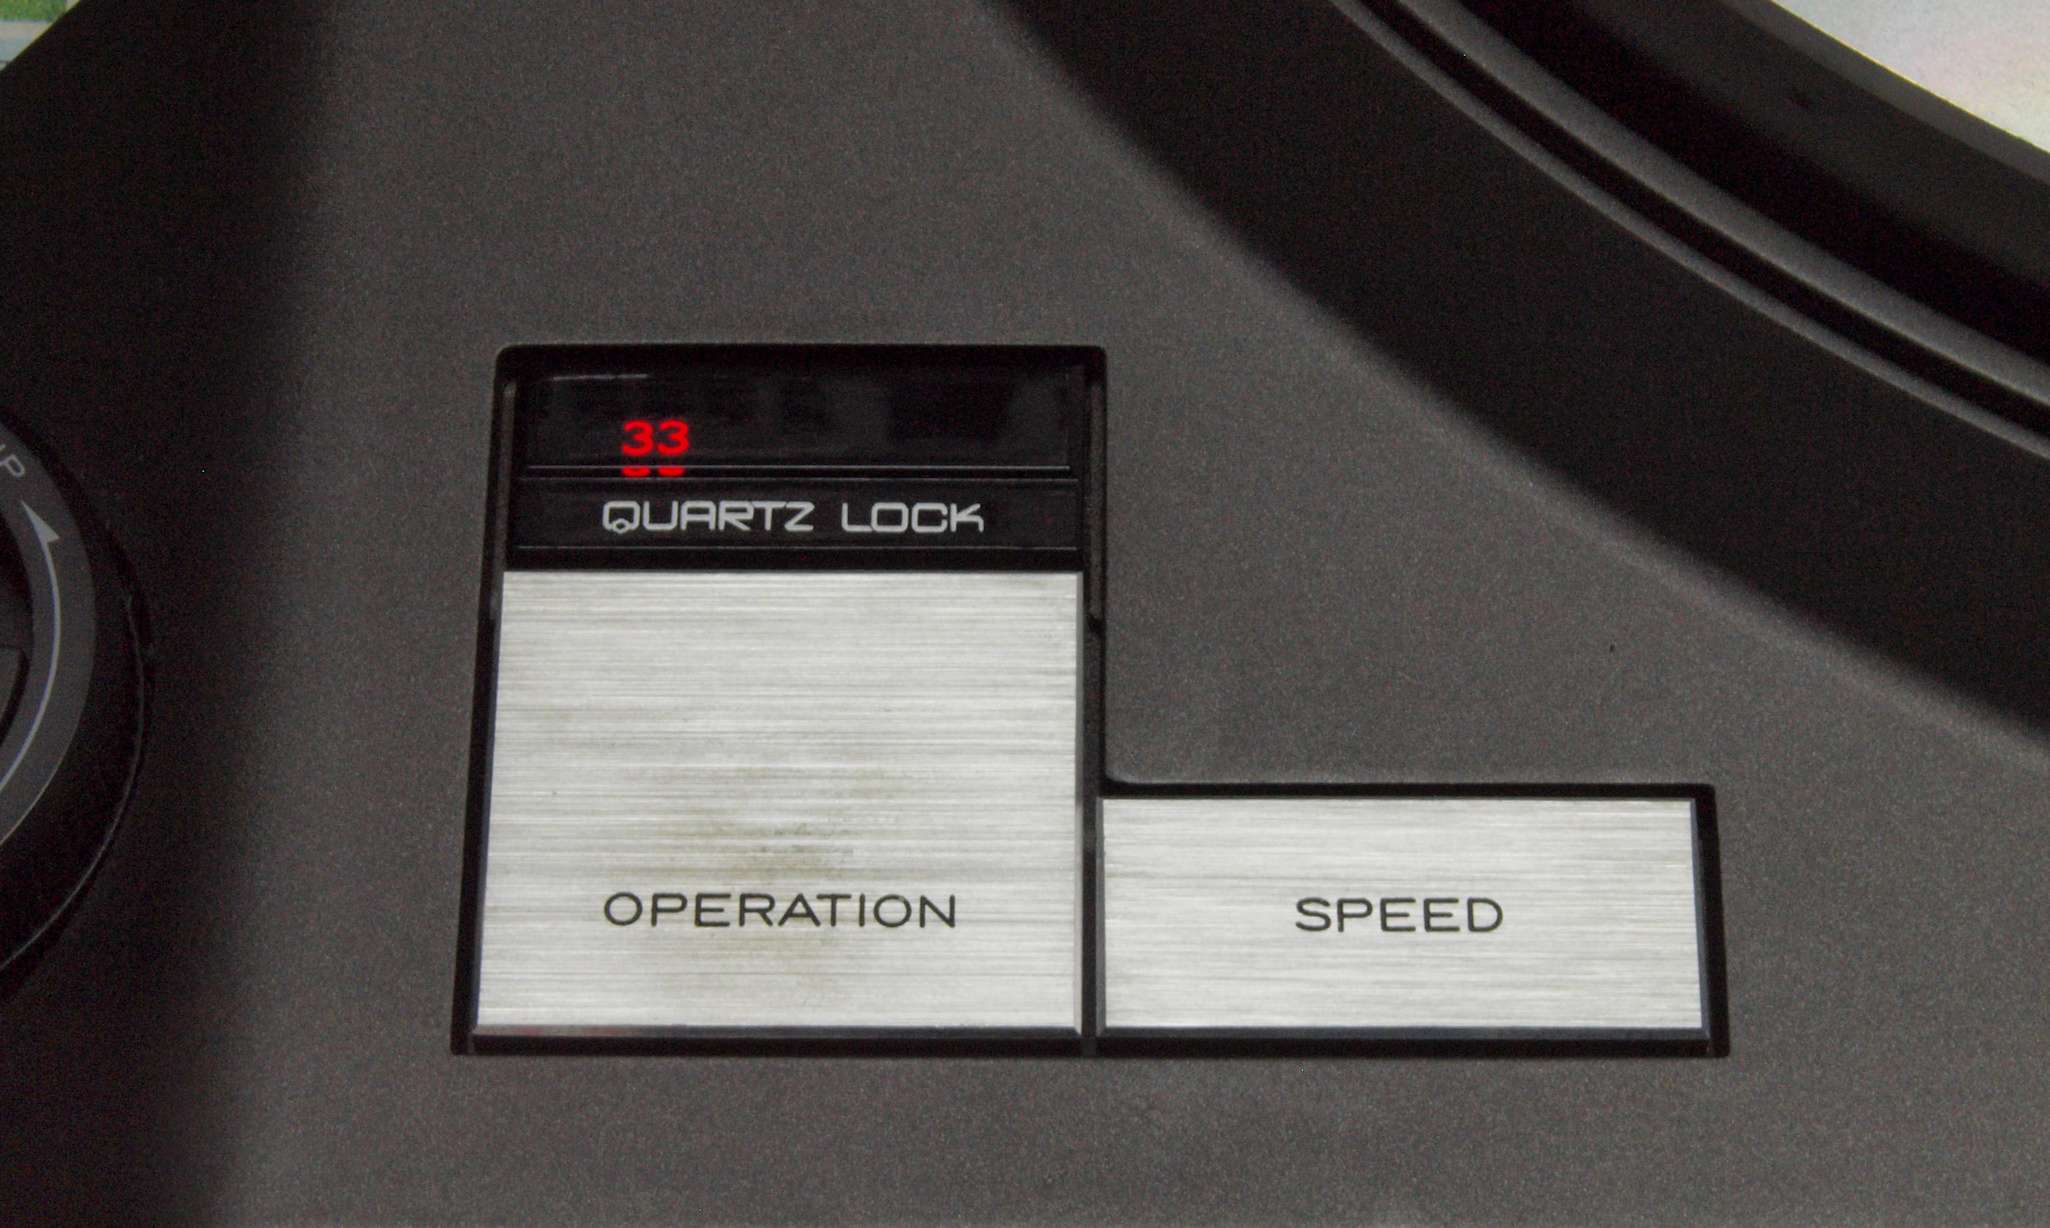 33
QUARTZ LOCK
OPERATION
SPEED